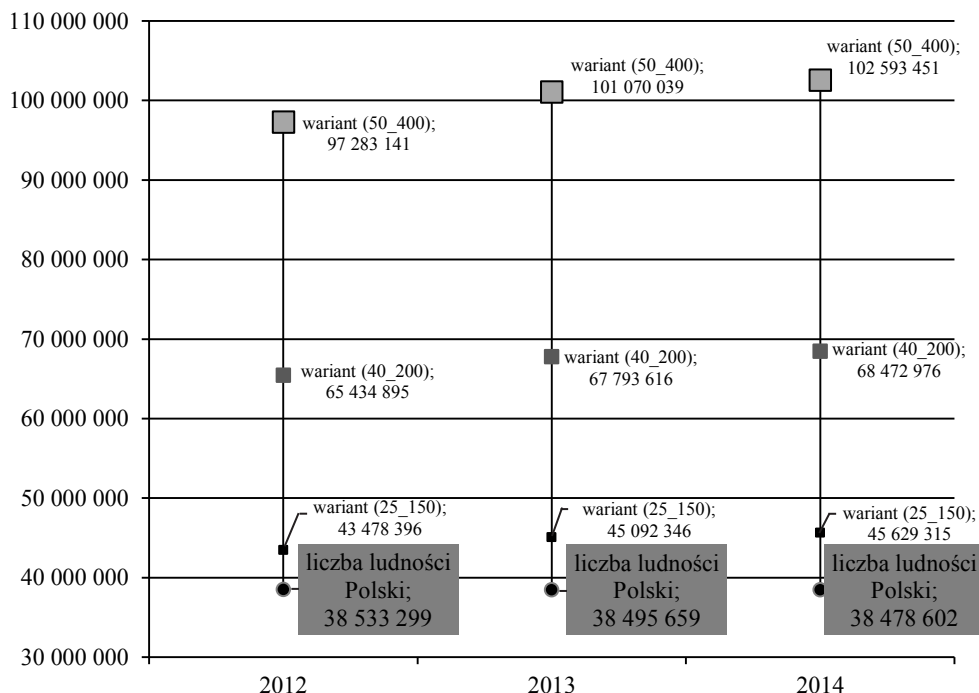 110 000 000
wariant (50_400);
102 593 451
wariant (50_400);
101 070 039
100 000 000
wariant (50_400);
97 283 141
90 000 000
80 000 000
70 000 000
wariant (40_200);
68 472 976
wariant (40_200);
67 793 616
wariant (40_200);
65 434 895
60 000 000
50 000 000
wariant (25_150);
43 478 396
wariant (25_150);
45 092 346
wariant (25_150);
45 629 315
40 000 000
liczba ludności
Polski;
38 533 299
liczba ludności
Polski;
38 495 659
liczba ludności
Polski;
38 478 602
30 000 000
2012
2013
2014